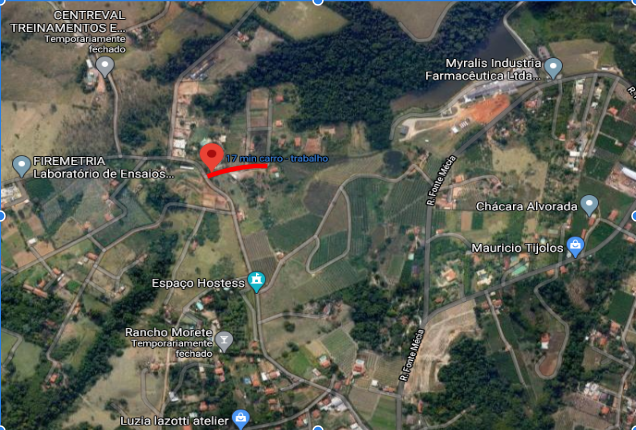 CENTREVAL
TREINAMENTOS E...
Temporariamente
fechado
Myralis Industria
Farmacêutica Ltda...
R.
17 min carro - trabalho
FIREMETRIA
Laboratório de Ensaios...
R. Fonte Mécia
Chácara Alvorada
Mauricio Tijolos
Espaço Hostess
Rancho Morete
Temporariamente
fechado
R. Fonte Mécia
Luzia Iazotti atelier